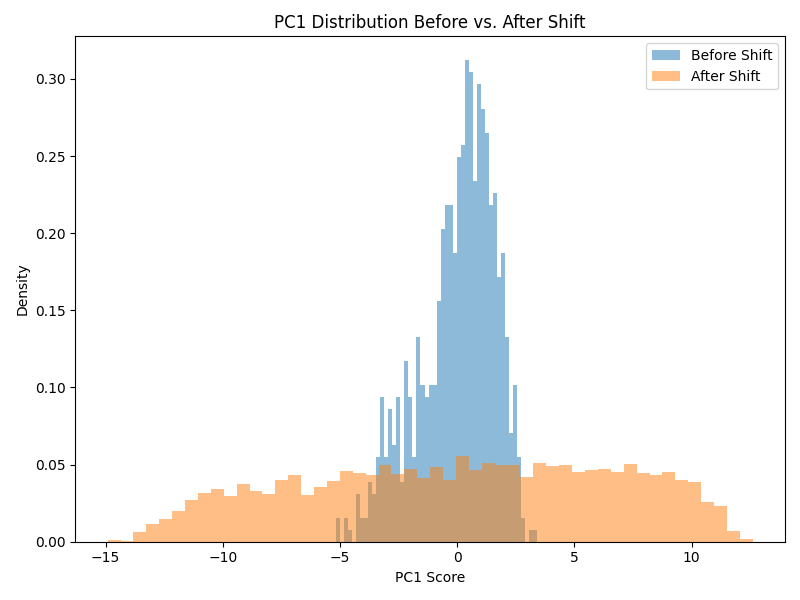 PC1 Distribution Before vs. After Shift
Before Shift
After Shift
0.30
0.25
0.20
0.15
0.10
0.05
0.00
Density
−15
−10
−5
0
5
10
PC1 Score